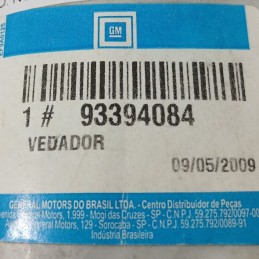 GM
1 # 93394084
VEDADOR
09/05/2009
GENERAL MOTORS DO BRASIL LTDA. - Centro Distribuidor de Peças
Motors, 1.999 - Mogi das Cruzes - SP - C.N.P.J. 59.275.792/0097-00
Motors, 129 - Sorocaba - SP - C.N.P.J. 59.275.792/0089-91
Indústria Brasileira